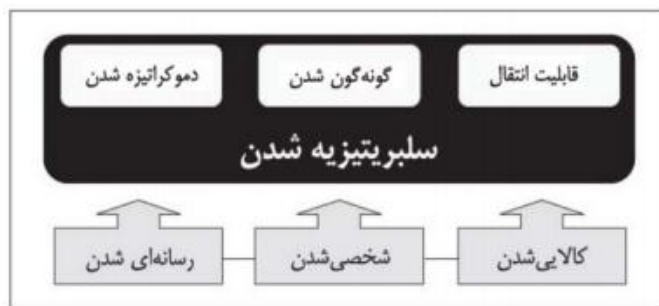 قابلیت انتقال
گونه‌گون شدن
دموکراتیزه شدن
سلبریتیزیه شدن
کالایی‌شدن
شخصی‌شدن
رسانه‌ای شدن